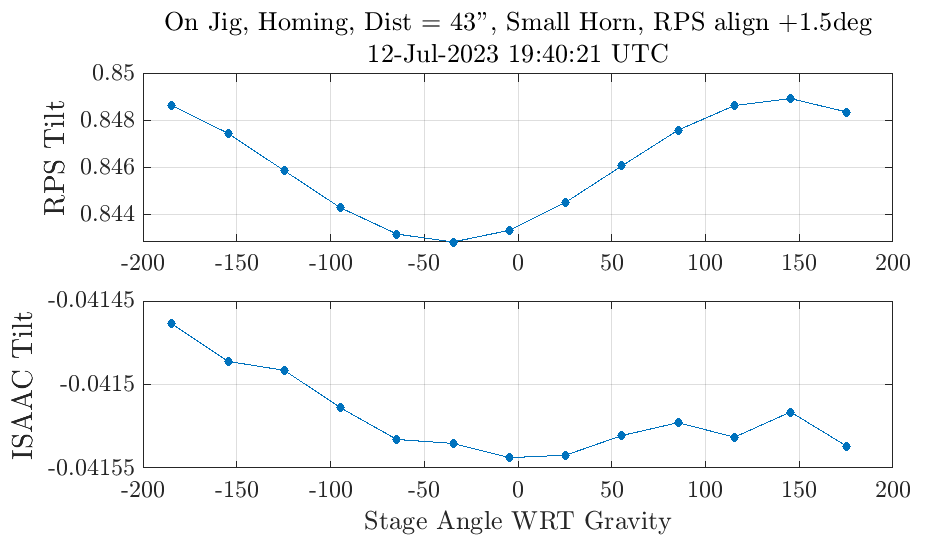 On Jig, Homing, Dist = 43”, Small Horn, RPS align +1.5deg
12-Jul-2023 19:40:21 UTC
RPS Tilt
0.85
0.848
0.846
0.844
-200 -150 -100 -50 0 50 100 150 200
ISAAC Tilt
-0.04145
-0.0415
-0.04155
-200 -150 -100 -50 0 50 100 150 200
Stage Angle WRT Gravity